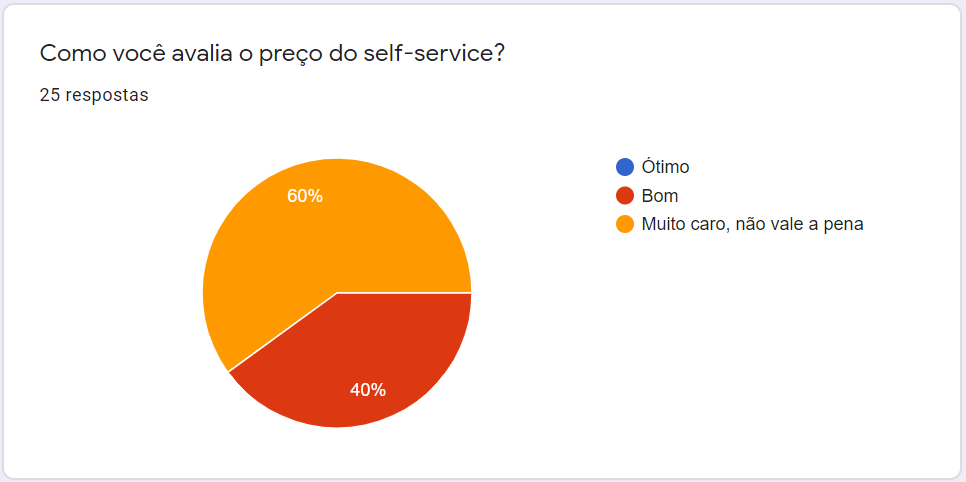 Como você avalia o preço do self-service?
25 respostas
60%
40%
Ótimo
Bom
Muito caro, não vale a pena